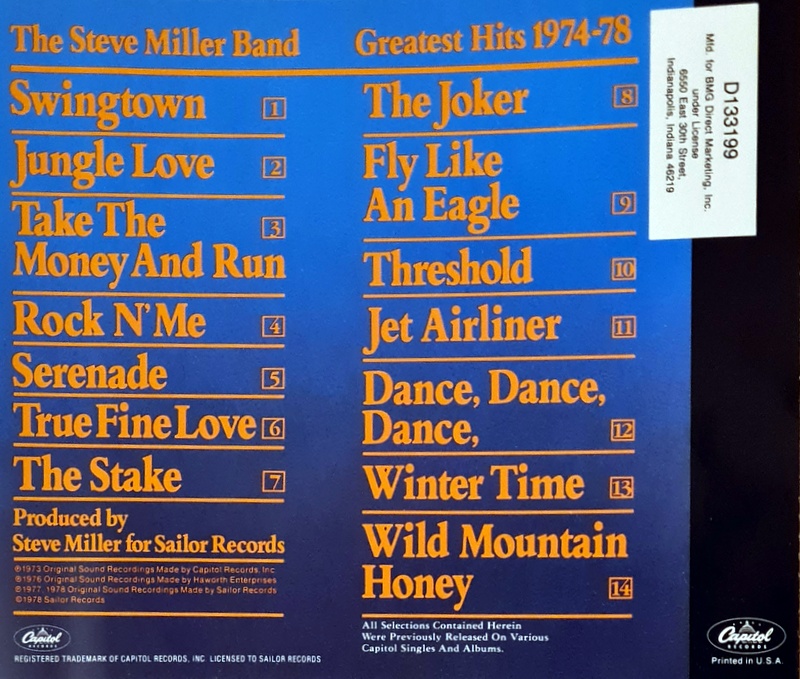 The Steve Miller Band
Greatest Hits 1974-78
Swingtown 1
Jungle Love 2
Take The 3
Money And Run
Rock N' Me 4
Serenade 5
True Fine Love 6
The Stake 7
Produced by
Steve Miller for Sailor Records
℗1973 Original Sound Recordings Made by Capitol Records, Inc.
℗1976 Original Sound Recordings Made by Haworth Enterprises
℗1977, 1978 Original Sound Recordings Made by Sailor Records
©1978 Sailor Records
Capitol
RECORDS
REGISTERED TRADEMARK OF CAPITOL RECORDS, INC. LICENSED TO SAILOR RECORDS
The Joker 8
Fly Like
An Eagle 9
Threshold 10
Jet Airliner 11
Dance, Dance,
Dance, 12
Winter Time 13
Wild Mountain
Honey 14
All Selections Contained Herein
Were Previously Released On Various
Capitol Singles And Albums.
D133199
Mfd. for BMG Direct Marketing, Inc.
under License
6550 East 30th Street,
Indianapolis, Indiana 46219
Capitol
RECORDS
Printed in U.S.A.